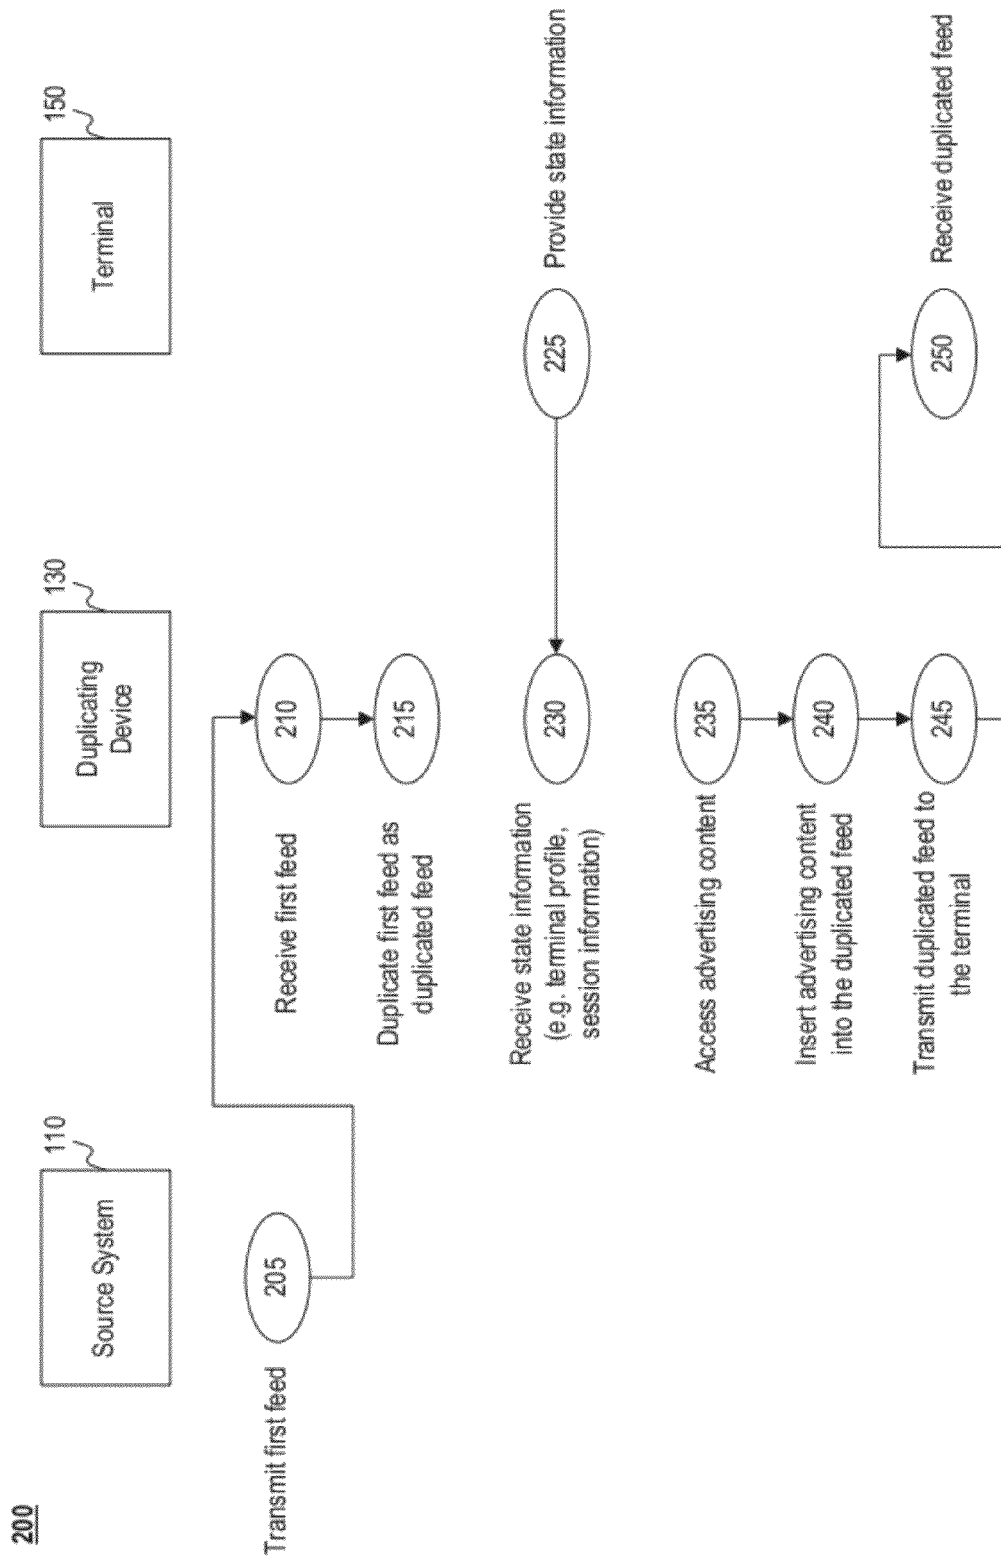 200
Source System
110
Duplicating
Device
130
Terminal
150
Transmit first feed
205
Receive first feed
210
Duplicate first feed as
duplicated feed
215
Receive state information
(e.g. terminal profile,
session information)
230
225
Provide state information
Access advertising content
235
Insert advertising content
into the duplicated feed
240
Transmit duplicated feed to
the terminal
245
250
Receive duplicated feed